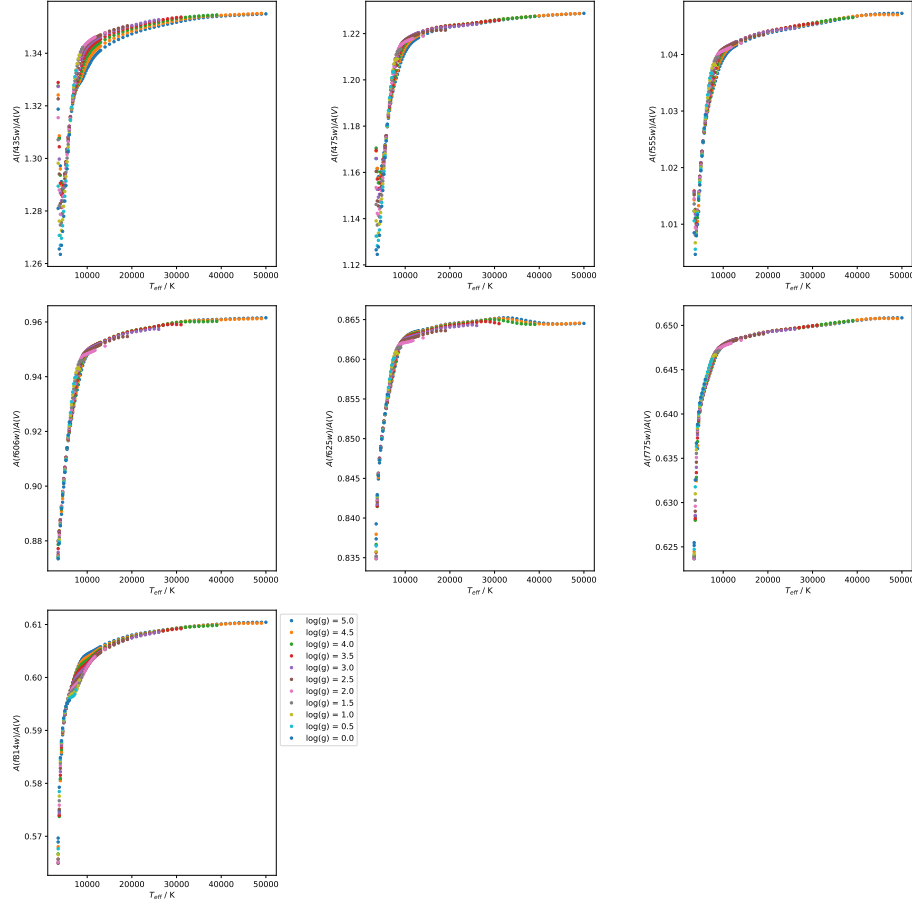 A(f435w)/A(V)
1.34
1.32
1.30
1.28
1.26
10000 20000 30000 40000 50000
T_eff / K
A(f475w)/A(V)
1.22
1.20
1.18
1.16
1.14
1.12
10000 20000 30000 40000 50000
T_eff / K
A(f555w)/A(V)
1.04
1.03
1.02
1.01
10000 20000 30000 40000 50000
T_eff / K
A(f606w)/A(V)
0.96
0.94
0.92
0.90
0.88
10000 20000 30000 40000 50000
T_eff / K
A(f625w)/A(V)
0.865
0.860
0.855
0.850
0.845
0.840
0.835
10000 20000 30000 40000 50000
T_eff / K
A(f775w)/A(V)
0.650
0.645
0.640
0.635
0.630
0.625
10000 20000 30000 40000 50000
T_eff / K
A(f814w)/A(V)
0.61
0.60
0.59
0.58
0.57
10000 20000 30000 40000 50000
T_eff / K
log(g) = 5.0
log(g) = 4.5
log(g) = 4.0
log(g) = 3.5
log(g) = 3.0
log(g) = 2.5
log(g) = 2.0
log(g) = 1.5
log(g) = 1.0
log(g) = 0.5
log(g) = 0.0